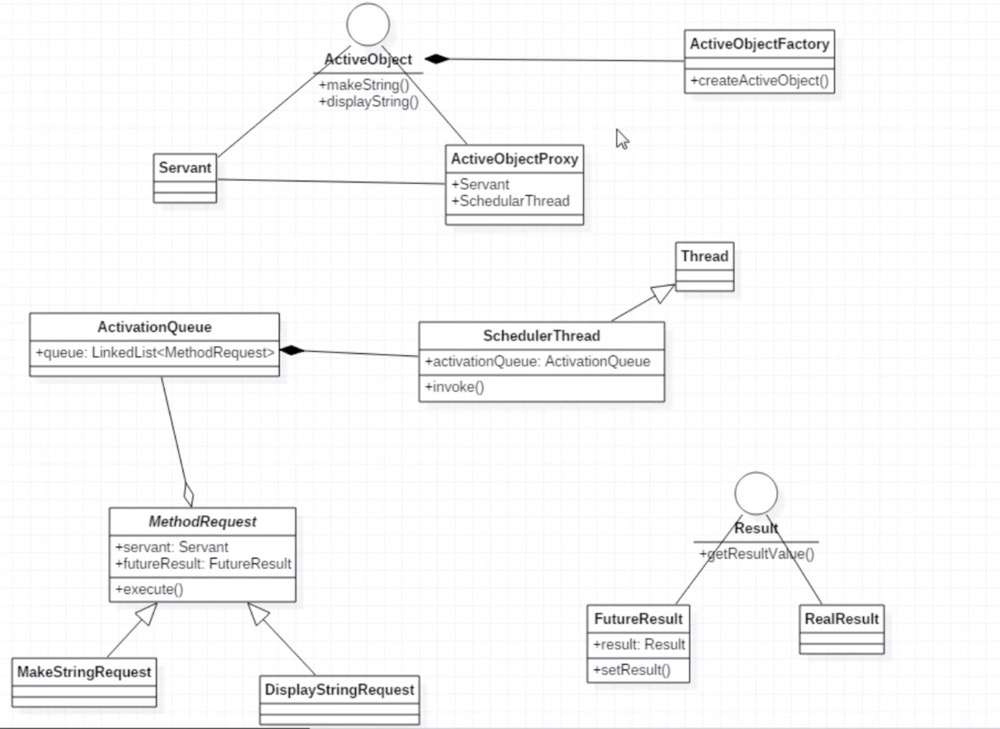 ActiveObject
+makeString()
+displayString()
ActiveObjectFactory
+createActiveObject()
Servant
ActiveObjectProxy
+Servant
+SchedularThread
Thread
ActivationQueue
+queue: LinkedList<MethodRequest>
SchedulerThread
+activationQueue: ActivationQueue
+invoke()
MethodRequest
+servant: Servant
+futureResult: FutureResult
+execute()
Result
+getResultValue()
FutureResult
+result: Result
+setResult()
RealResult
MakeStringRequest
DisplayStringRequest